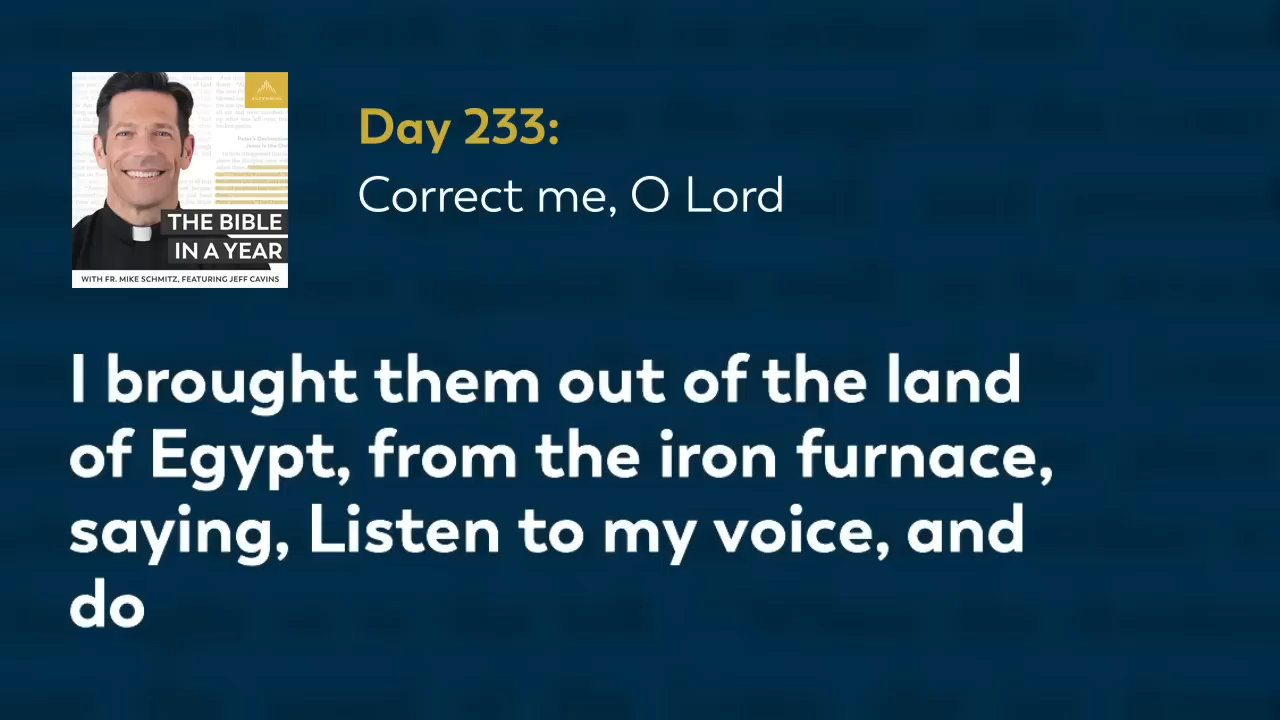 Day 233:
Correct me, O Lord
THE BIBLE
IN A YEAR
WITH FR. MIKE SCHMITZ, FEATURING JEFF CAVINS
I brought them out of the land
of Egypt, from the iron furnace,
saying, Listen to my voice, and
do